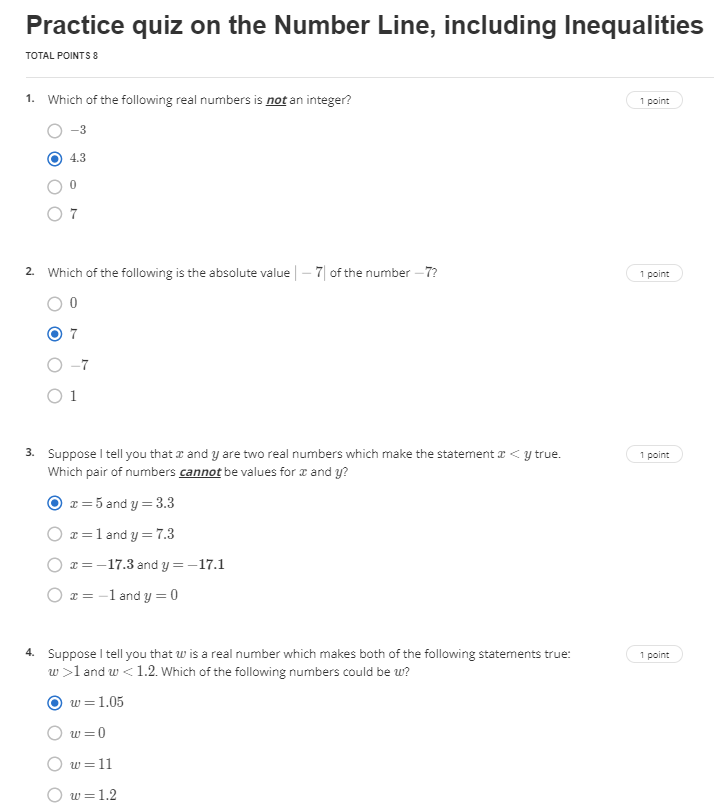 Practice quiz on the Number Line, including Inequalities
TOTAL POINTS 8
1. Which of the following real numbers is not an integer? 1 point
−3
4.3
0
7
2. Which of the following is the absolute value | − 7| of the number −7? 1 point
0
7
−7
1
3. Suppose I tell you that x and y are two real numbers which make the statement x < y true. 1 point
Which pair of numbers cannot be values for x and y?
x = 5 and y = 3.3
x = 1 and y = 7.3
x = −17.3 and y = −17.1
x = −1 and y = 0
4. Suppose I tell you that w is a real number which makes both of the following statements true: 1 point
w >1 and w < 1.2. Which of the following numbers could be w?
w = 1.05
w = 0
w = 11
w = 1.2